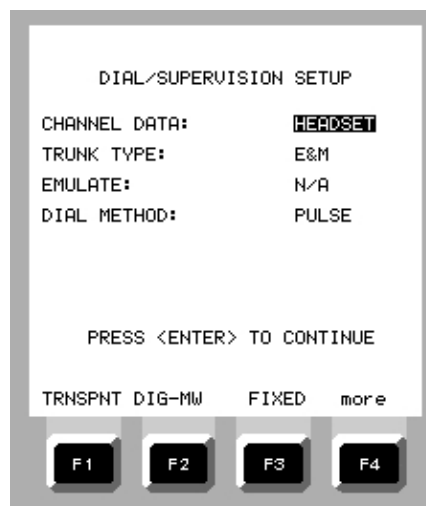 DIAL/SUPERVISION SETUP
CHANNEL DATA: HEADSET
TRUNK TYPE: E&M
EMULATE: N/A
DIAL METHOD: PULSE
PRESS <ENTER> TO CONTINUE
TRNSPNT DIG-MW FIXED more
F1 F2 F3 F4